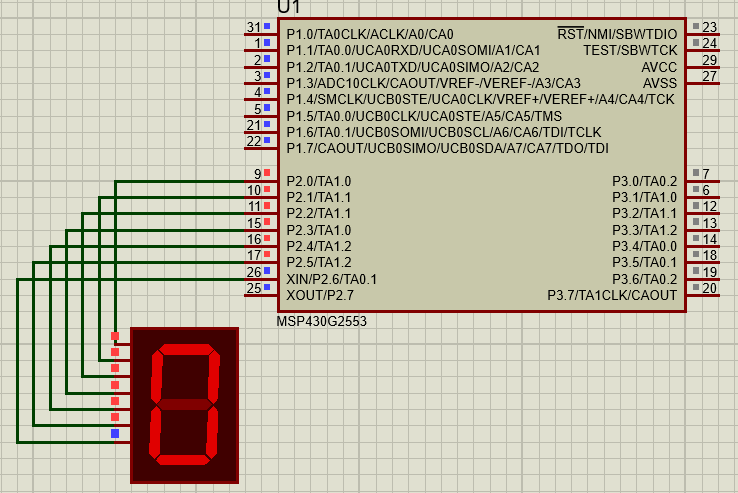 U1
31 P1.0/TA0CLK/ACLK/A0/CA0 RST/NMI/SBWTDIO 23
1 P1.1/TA0.0/UCA0RXD/UCA0SOMI/A1/CA1 TEST/SBWTCK 24
2 P1.2/TA0.1/UCA0TXD/UCA0SIMO/A2/CA2 AVCC 29
3 P1.3/ADC10CLK/CAOUT/VREF-/VEREF-/A3/CA3 AVSS 27
4 P1.4/SMCLK/UCB0STE/UCA0CLK/VREF+/VEREF+/A4/CA4/TCK
5 P1.5/TA0.0/UCB0CLK/UCA0STE/A5/CA5/TMS
21 P1.6/TA0.1/UCB0SOMI/UCB0SCL/A6/CA6/TDI/TCLK
22 P1.7/CAOUT/UCB0SIMO/UCB0SDA/A7/CA7/TDO/TDI
9 P2.0/TA1.0 P3.0/TA0.2 7
10 P2.1/TA1.1 P3.1/TA1.0 6
11 P2.2/TA1.1 P3.2/TA1.1 12
15 P2.3/TA1.0 P3.3/TA1.2 13
16 P2.4/TA1.2 P3.4/TA0.0 14
17 P2.5/TA1.2 P3.5/TA0.1 18
26 XIN/P2.6/TA0.1 P3.6/TA0.2 19
25 XOUT/P2.7 P3.7/TA1CLK/CAOUT 20
MSP430G2553
0